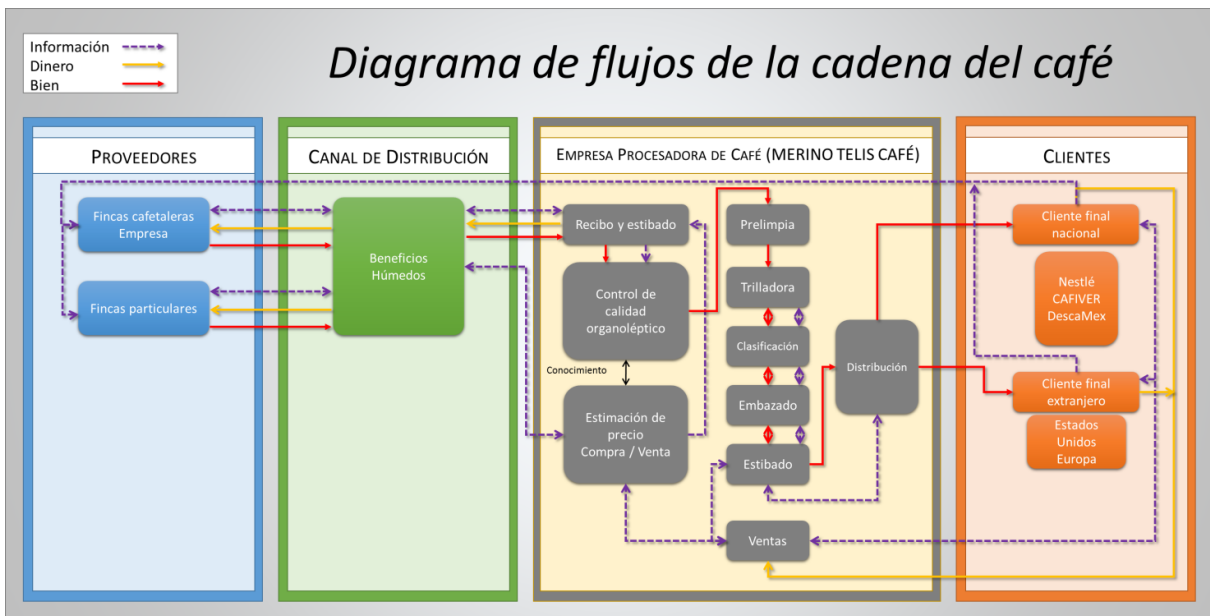 Diagrama de flujos de la cadena del café
Información
Dinero
Bien
PROVEEDORES
Fincas cafetaleras
Empresa
Fincas particulares
CANAL DE DISTRIBUCIÓN
Beneficios
Húmedos
EMPRESA PROCESADORA DE CAFÉ (MERINO TELIS CAFÉ)
Recibo y estibado
Control de
calidad
organoléptico
Conocimiento
Estimación de
precio
Compra / Venta
Prelimpia
Trilladora
Clasificación
Embazado
Estibado
Ventas
Distribución
CLIENTES
Cliente final
nacional
Nestlé
CAFIVER
DescaMex
Cliente final
extranjero
Estados
Unidos
Europa